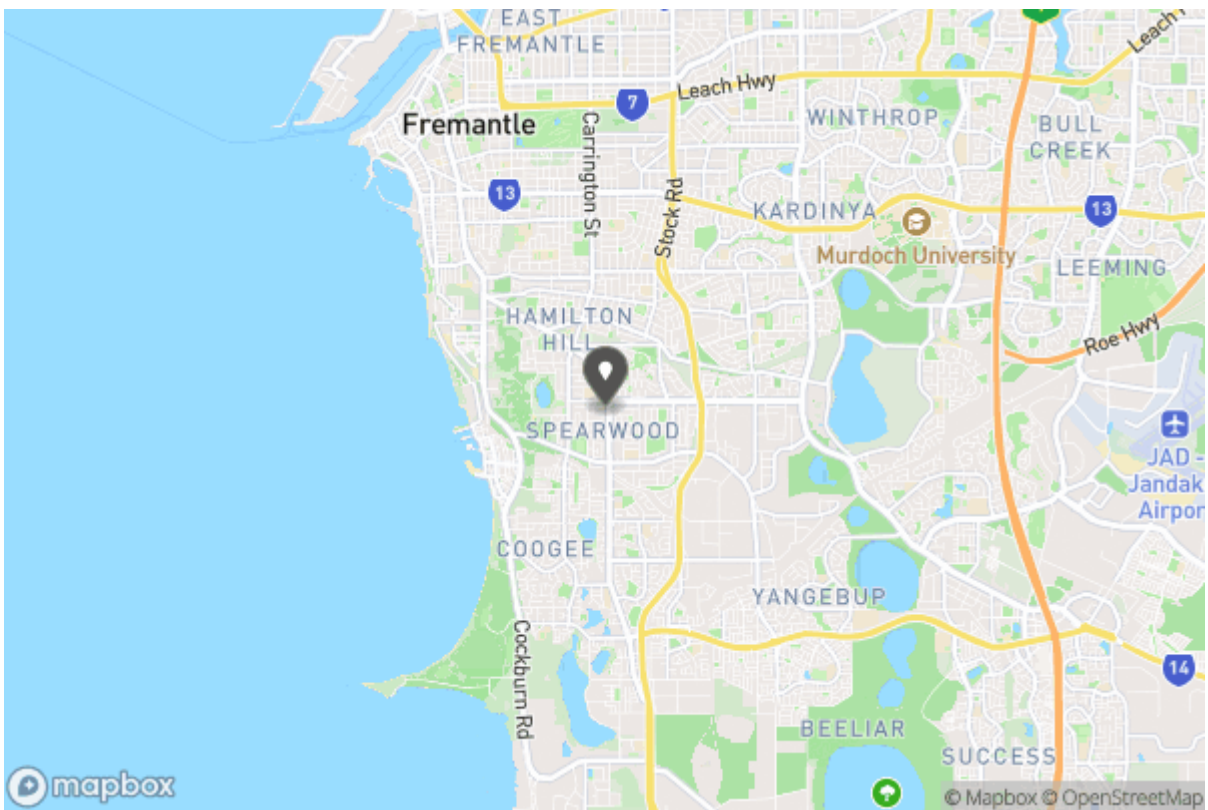 EAST
FREMANTLE
Leach H
Leach Hwy
7
Fremantle
Carrington St
WINTHROP
BULL
CREEK
13
Stock Rd
KARDINYA
13
Murdoch University
LEEMING
HAMILTON
HILL
Roe Hwy
SPEARWOOD
JAD -
Jandak
Airpor
COOGEE
YANGEBUP
Cockburn Rd
14
BEELIAR
SUCCESS
mapbox
© Mapbox © OpenStreetMap